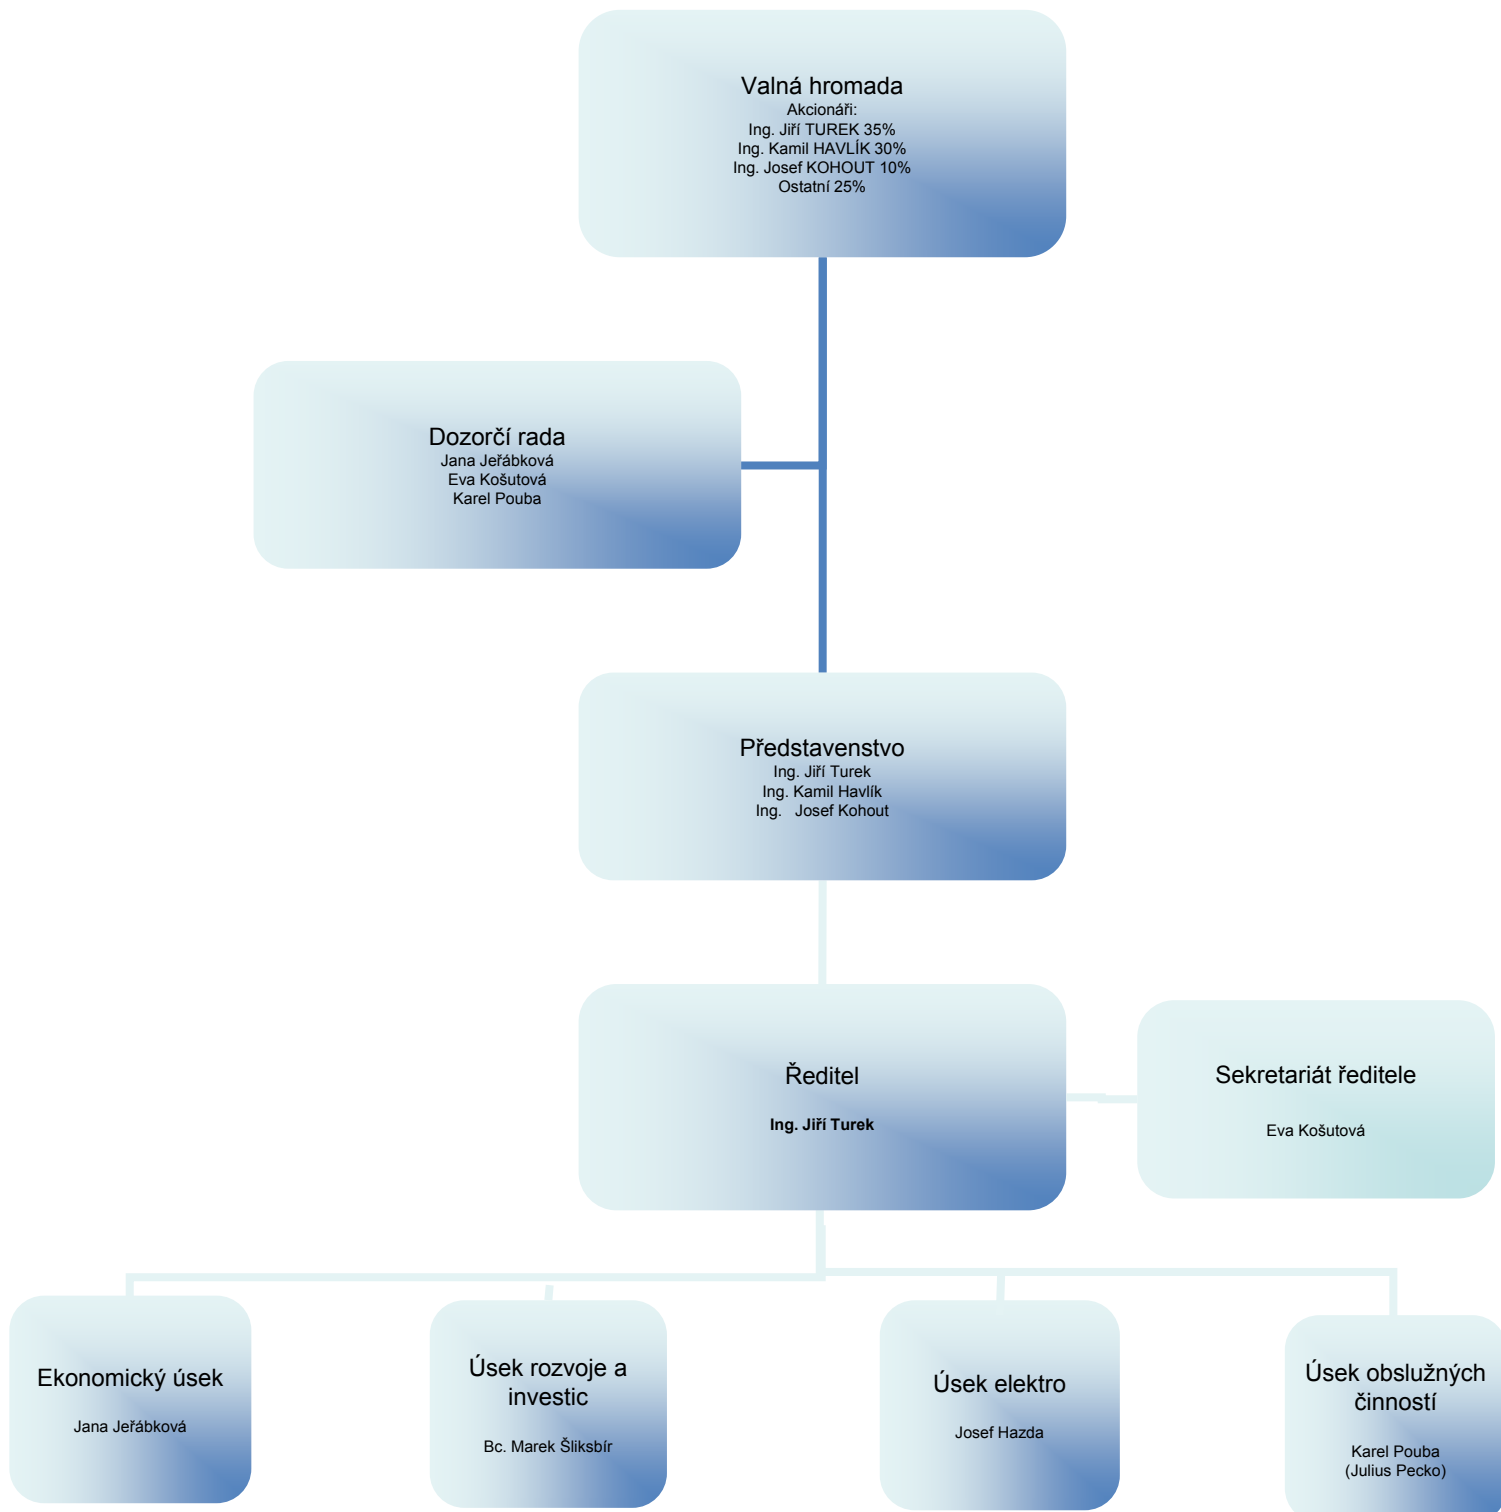 Valná hromada
Akcionáři:
Ing. Jiří TUREK 35%
Ing. Kamil HAVLÍK 30%
Ing. Josef KOHOUT 10%
Ostatní 25%
Dozorčí rada
Jana Jeřábková
Eva Košutová
Karel Pouba
Představenstvo
Ing. Jiří Turek
Ing. Kamil Havlík
Ing. Josef Kohout
Ředitel
Ing. Jiří Turek
Sekretariát ředitele
Eva Košutová
Ekonomický úsek
Jana Jeřábková
Úsek rozvoje a
investic
Bc. Marek Šliksbír
Úsek elektro
Josef Hazda
Úsek obslužných
činností
Karel Pouba
(Julius Pecko)